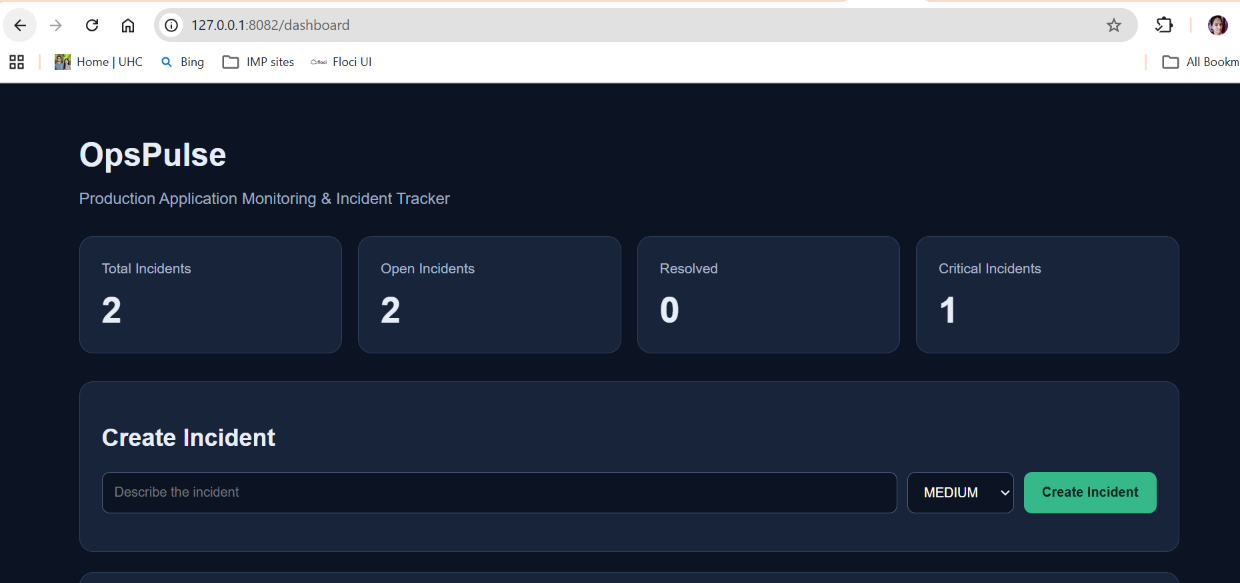 127.0.0.1:8082/dashboard
Home | UHC
Bing
IMP sites
Floci UI
All Bookm
OpsPulse
Production Application Monitoring & Incident Tracker
Total Incidents
2
Open Incidents
2
Resolved
0
Critical Incidents
1
Create Incident
Describe the incident
MEDIUM
Create Incident